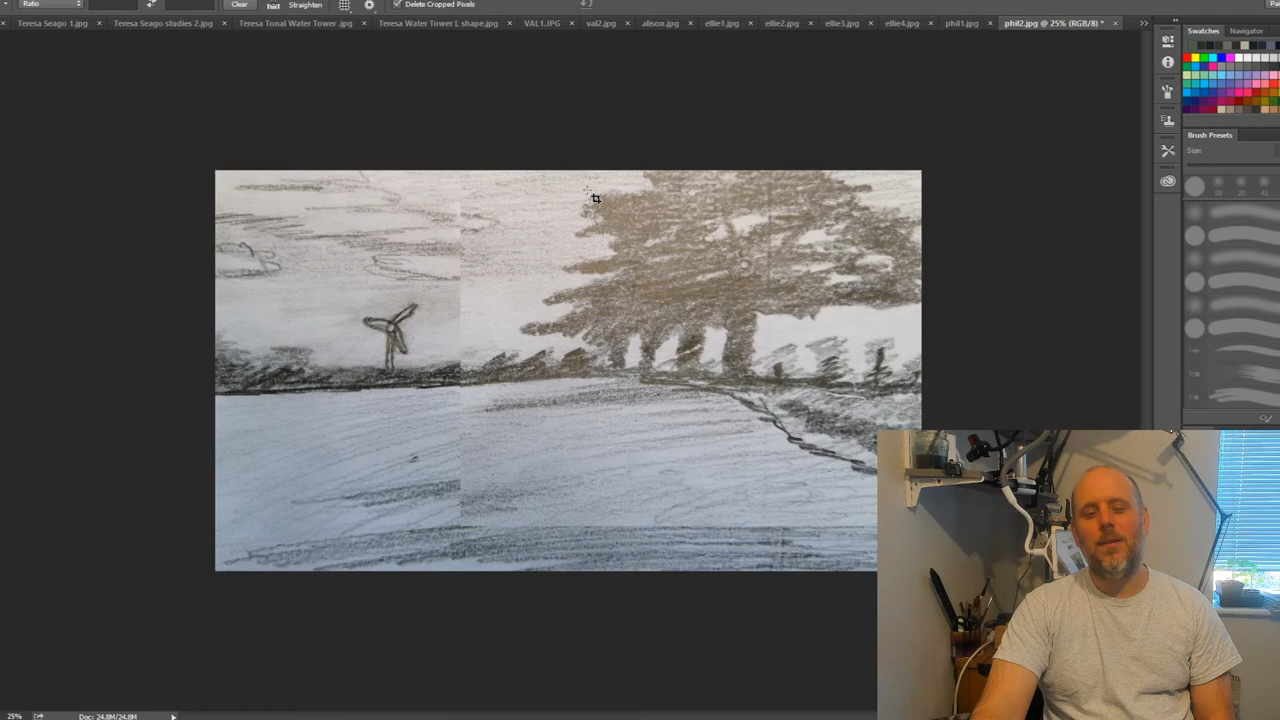 Ratio Clear Straighten Delete Cropped Pixels
Teresa Seago 1.jpg Teresa Seago studies 2.jpg Teresa Tonal Water Tower .jpg Teresa Water Tower L shape.jpg VAL1.JPG val2.jpg alison.jpg ellie1.jpg ellie2.jpg ellie3.jpg ellie4.jpg phil1.jpg phil2.jpg @ 25% (RGB/8) *
Swatches Navigator
Brush Presets
Size:
25% Doc: 24.8M/24.8M